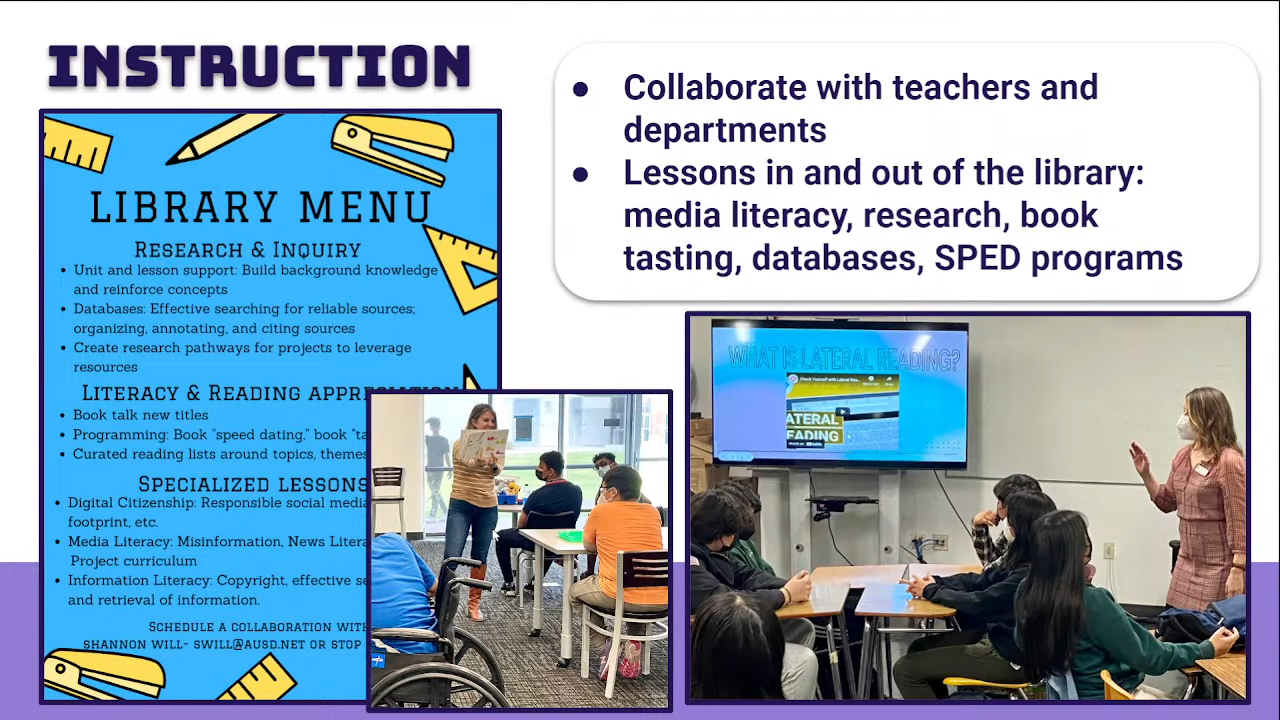 INSTRUCTION
Collaborate with teachers and
departments
Lessons in and out of the library:
media literacy, research, book
tasting, databases, SPED programs
LIBRARY MENU
RESEARCH & INQUIRY
• Unit and lesson support: Build background knowledge
and reinforce concepts
• Databases: Effective searching for reliable sources;
organizing, annotating, and citing sources
• Create research pathways for projects to leverage
resources
LITERACY & READING
• Book talk new titles
• Programming: Book "speed dating," book
• Curated reading lists around topics, themes
SPECIALIZED LESSONS
• Digital Citizenship: Responsible social media
footprint, etc.
• Media Literacy: Misinformation, News
Project curriculum
• Information Literacy: Copyright, effective
and retrieval of information.
SCHEDULE A COLLABORATION WITH
SHANNON WILL- SWILL@AUSD.NET OR STOP
WHAT IS LATERAL READING?
Check Yourself with Lateral Rea...
LATERAL
READING